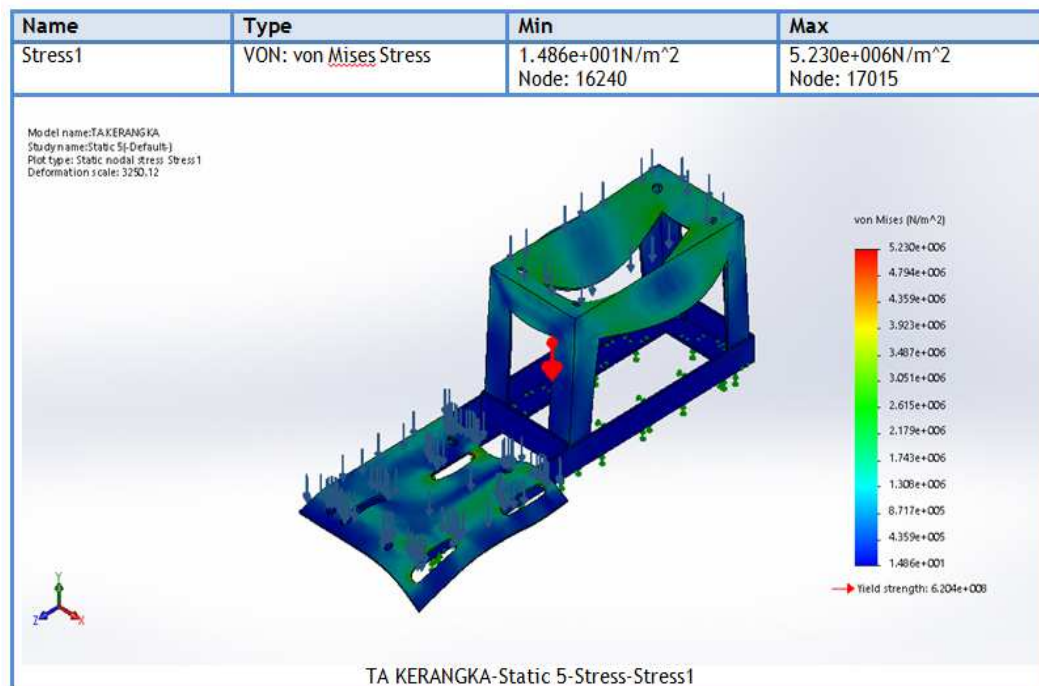 Name Type Min Max
Stress1 VON: von Mises Stress 1.486e+001N/m^2 5.230e+006N/m^2
Node: 16240 Node: 17015
Model name:TA KERANGKA
Study name:Static 5(-Default-)
Plot type: Static nodal stress Stress1
Deformation scale: 3250.12
von Mises (N/m^2)
5.230e+006
4.794e+006
4.359e+006
3.923e+006
3.487e+006
3.051e+006
2.615e+006
2.179e+006
1.743e+006
1.308e+006
8.717e+005
4.359e+005
1.486e+001
Yield strength: 6.204e+008
Y
Z
X
TA KERANGKA-Static 5-Stress-Stress1